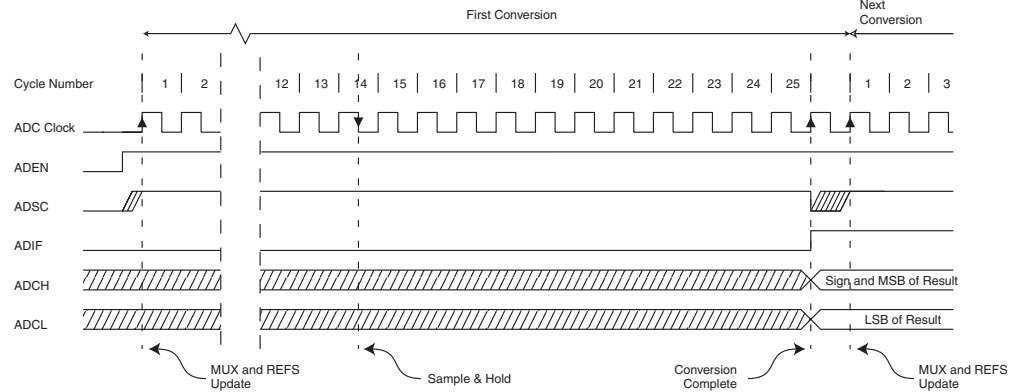 Next
First Conversion
Conversion
Cycle Number 1 2 12 13 14 15 16 17 18 19 20 21 22 23 24 25 1 2 3
ADC Clock
ADEN
ADSC
ADIF
ADCH Sign and MSB of Result
ADCL LSB of Result
MUX and REFS
Update
Sample & Hold
Conversion
Complete
MUX and REFS
Update